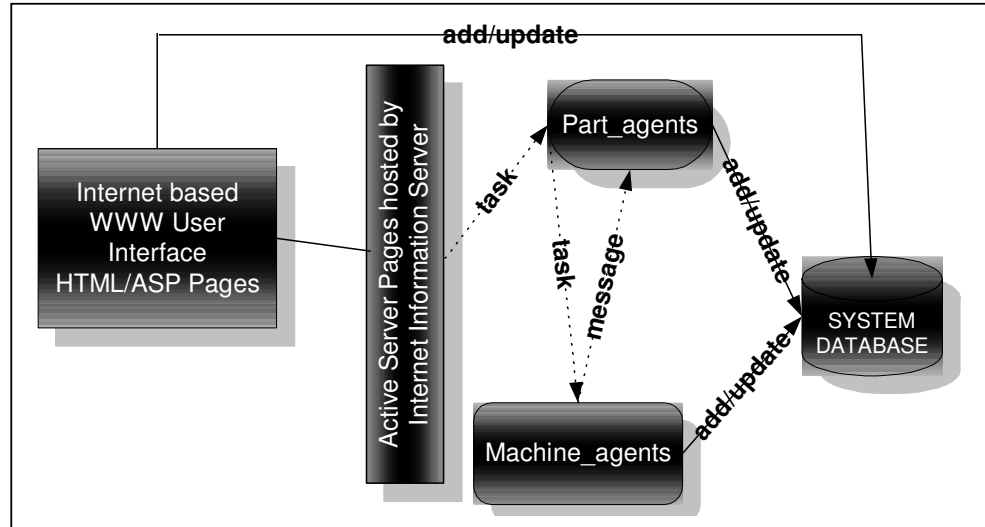 add/update
Internet based
WWW User
Interface
HTML/ASP Pages
Active Server Pages hosted by
Internet Information Server
task
Part_agents
task
message
add/update
Machine_agents
add/update
SYSTEM
DATABASE